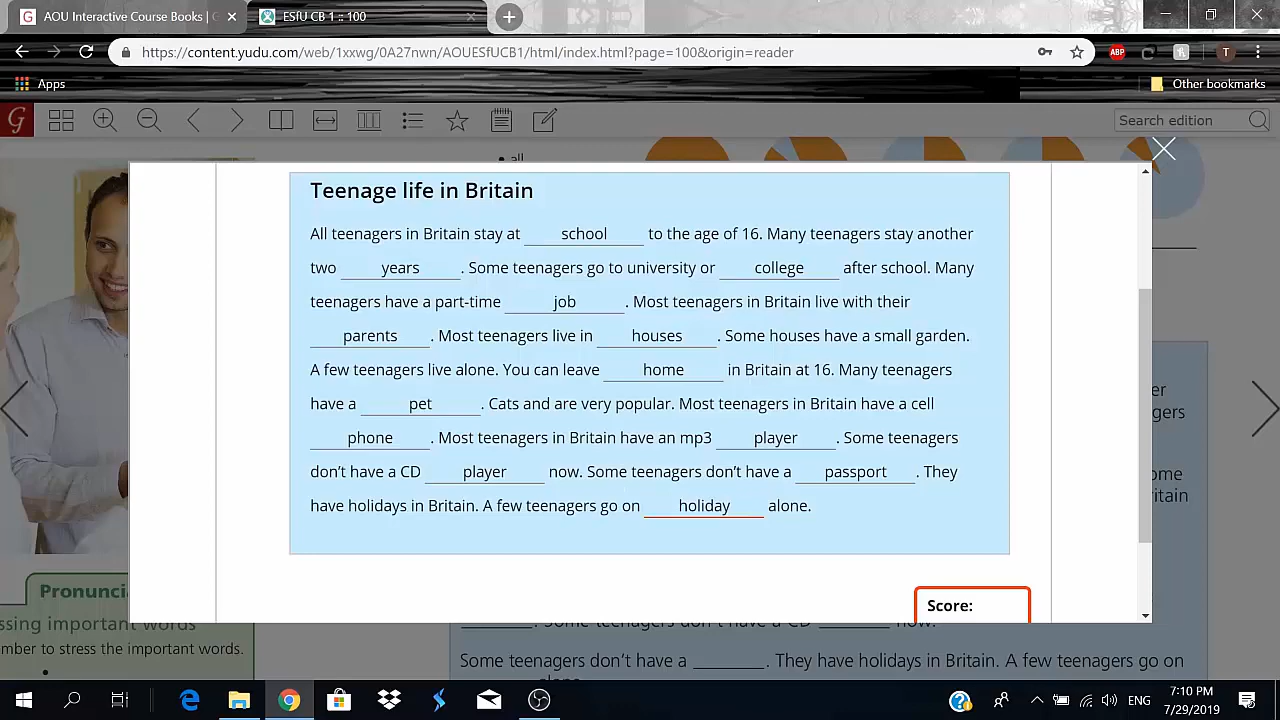 AOU Interactive Course Books |
ESfU CB 1 :: 100
https://content.yudu.com/web/1xxwg/0A27nwn/AOUESfUCB1/html/index.html?page=100&origin=reader
ABP
T
Apps
Other bookmarks
Search edition
all
Teenage life in Britain
All teenagers in Britain stay at school to the age of 16. Many teenagers stay another
two years . Some teenagers go to university or college after school. Many
teenagers have a part-time job . Most teenagers in Britain live with their
parents . Most teenagers live in houses . Some houses have a small garden.
A few teenagers live alone. You can leave home in Britain at 16. Many teenagers
have a pet . Cats and are very popular. Most teenagers in Britain have a cell
phone . Most teenagers in Britain have an mp3 player . Some teenagers
don't have a CD player now. Some teenagers don't have a passport . They
have holidays in Britain. A few teenagers go on holiday alone.
er
gers
ome
ritain
Pronunci
Score:
ssing important words
. Some teenagers don't have a CD ________ now.
mber to stress the important words.
Some teenagers don't have a ________. They have holidays in Britain. A few teenagers go on
alone.
ENG
7:10 PM
7/29/2019